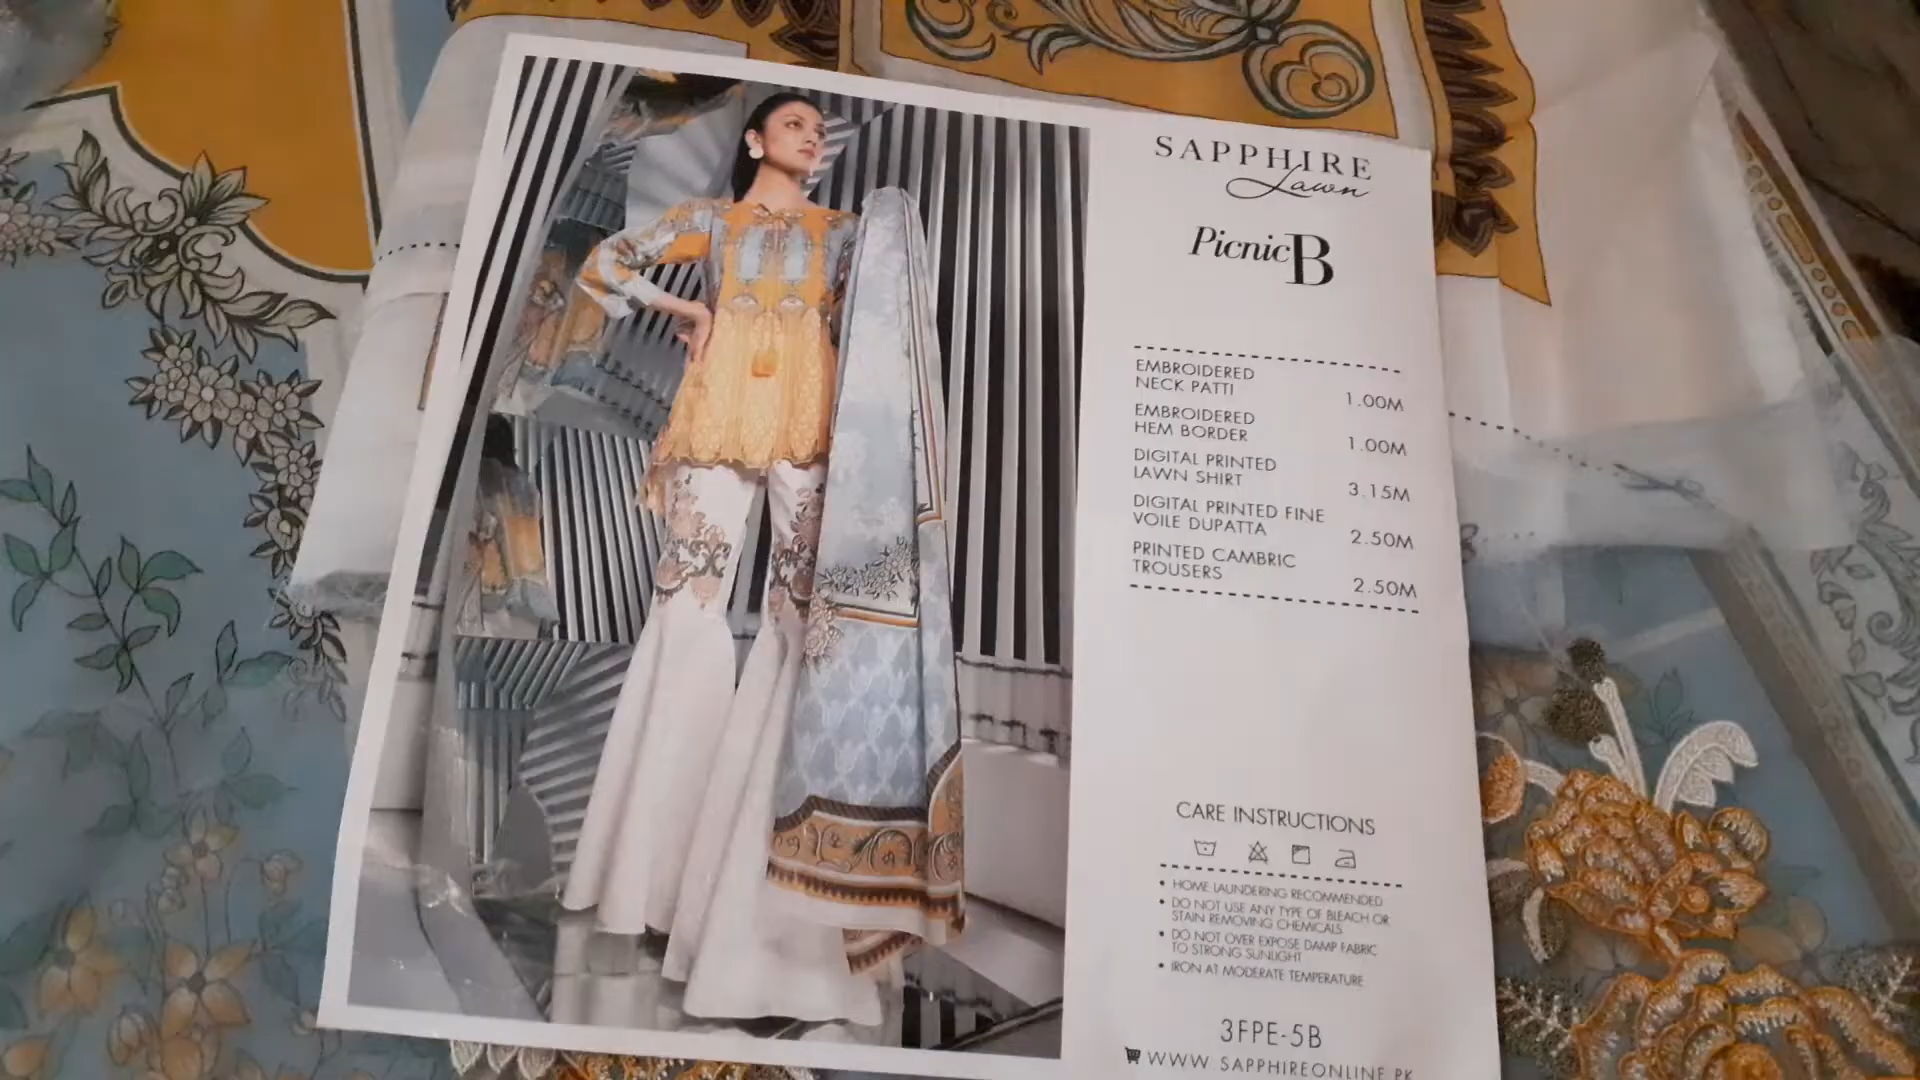 SAPPHIRE
Lawn
Picnic B
EMBROIDERED
NECK PATTI 1.00M
EMBROIDERED
HEM BORDER 1.00M
DIGITAL PRINTED
LAWN SHIRT 3.15M
DIGITAL PRINTED FINE
VOILE DUPATTA 2.50M
PRINTED CAMBRIC
TROUSERS 2.50M
CARE INSTRUCTIONS
• HOME LAUNDERING RECOMMENDED
• DO NOT USE ANY TYPE OF BLEACH OR
STAIN REMOVING CHEMICALS
• DO NOT OVER EXPOSE DAMP FABRIC
TO STRONG SUNLIGHT
• IRON AT MODERATE TEMPERATURE
3FPE-5B
WWW.SAPPHIREONLINE.PK